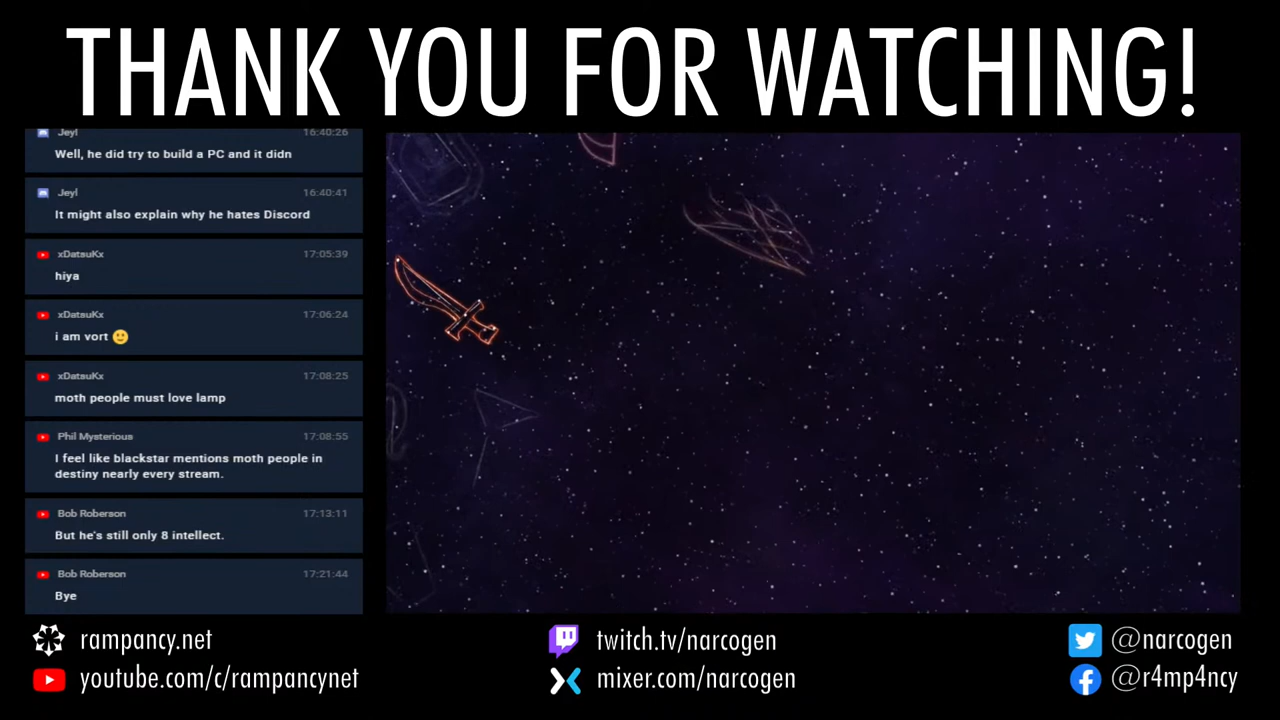 THANK YOU FOR WATCHING!
Jeyl 16:40:26
Well, he did try to build a PC and it didn
Jeyl 16:40:41
It might also explain why he hates Discord
xDatsuKx 17:05:39
hiya
xDatsuKx 17:06:24
i am vort 🙂
xDatsuKx 17:08:25
moth people must love lamp
Phil Mysterious 17:08:55
I feel like blackstar mentions moth people in
destiny nearly every stream.
Bob Roberson 17:13:11
But he's still only 8 intellect.
Bob Roberson 17:21:44
Bye
rampancy.net
youtube.com/c/rampancynet
twitch.tv/narcogen
mixer.com/narcogen
@narcogen
@r4mp4ncy